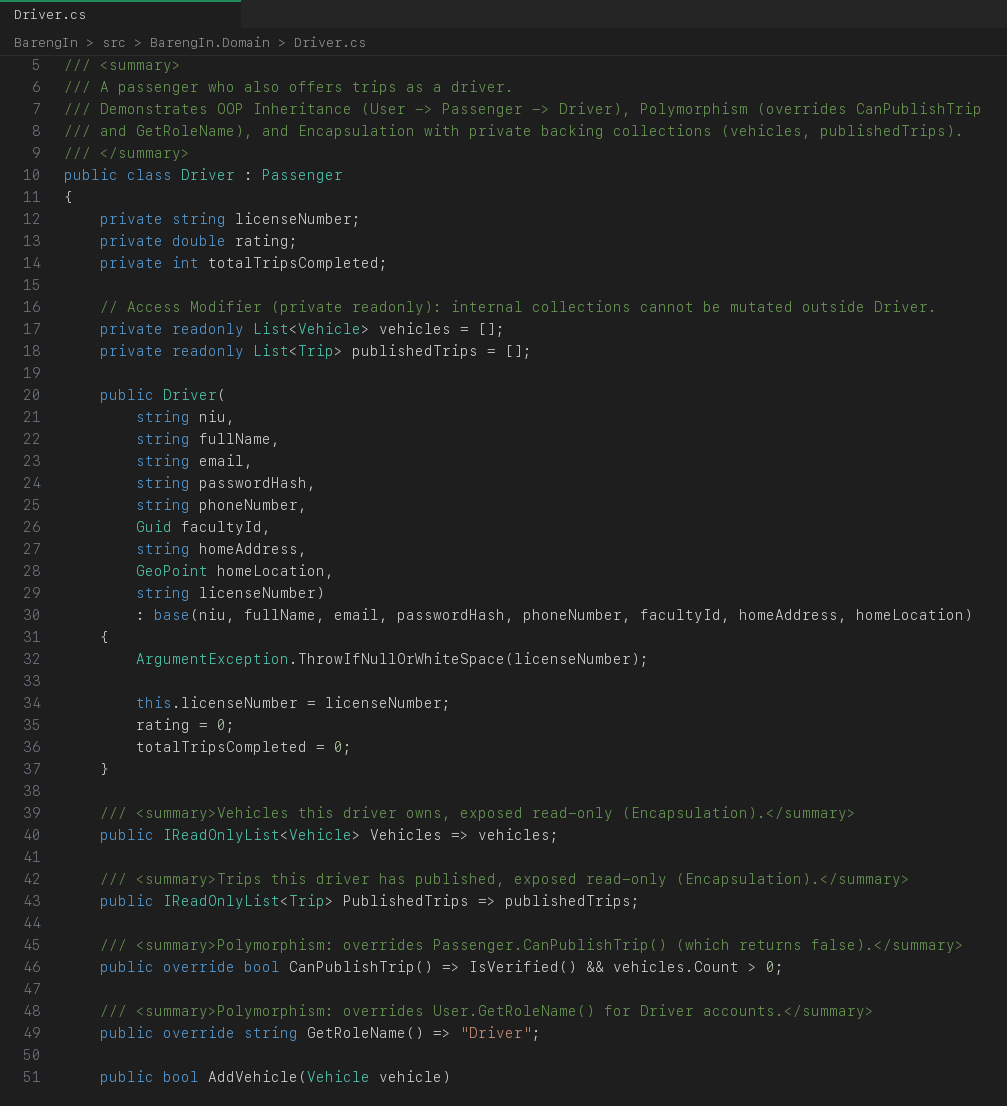 Driver.cs
BarengIn > src > BarengIn.Domain > Driver.cs
5 /// <summary>
6 /// A passenger who also offers trips as a driver.
7 /// Demonstrates OOP Inheritance (User -> Passenger -> Driver), Polymorphism (overrides CanPublishTrip
8 /// and GetRoleName), and Encapsulation with private backing collections (vehicles, publishedTrips).
9 /// </summary>
10 public class Driver : Passenger
11 {
12     private string licenseNumber;
13     private double rating;
14     private int totalTripsCompleted;
15
16     // Access Modifier (private readonly): internal collections cannot be mutated outside Driver.
17     private readonly List<Vehicle> vehicles = [];
18     private readonly List<Trip> publishedTrips = [];
19
20     public Driver(
21         string niu,
22         string fullName,
23         string email,
24         string passwordHash,
25         string phoneNumber,
26         Guid facultyId,
27         string homeAddress,
28         GeoPoint homeLocation,
29         string licenseNumber)
30         : base(niu, fullName, email, passwordHash, phoneNumber, facultyId, homeAddress, homeLocation)
31     {
32         ArgumentException.ThrowIfNullOrWhiteSpace(licenseNumber);
33
34         this.licenseNumber = licenseNumber;
35         rating = 0;
36         totalTripsCompleted = 0;
37     }
38
39     /// <summary>Vehicles this driver owns, exposed read-only (Encapsulation).</summary>
40     public IReadOnlyList<Vehicle> Vehicles => vehicles;
41
42     /// <summary>Trips this driver has published, exposed read-only (Encapsulation).</summary>
43     public IReadOnlyList<Trip> PublishedTrips => publishedTrips;
44
45     /// <summary>Polymorphism: overrides Passenger.CanPublishTrip() (which returns false).</summary>
46     public override bool CanPublishTrip() => IsVerified() && vehicles.Count > 0;
47
48     /// <summary>Polymorphism: overrides User.GetRoleName() for Driver accounts.</summary>
49     public override string GetRoleName() => "Driver";
50
51     public bool AddVehicle(Vehicle vehicle)